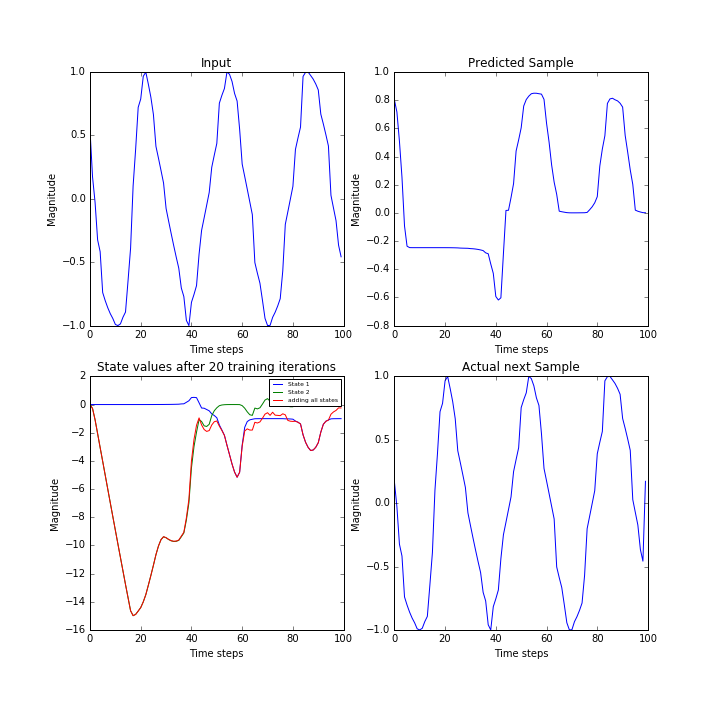 Input
Magnitude
1.0
0.5
0.0
−0.5
−1.0
0 20 40 60 80 100
Time steps
Predicted Sample
Magnitude
1.0
0.8
0.6
0.4
0.2
0.0
−0.2
−0.4
−0.6
−0.8
0 20 40 60 80 100
Time steps
State values after 20 training iterations
Magnitude
2
0
−2
−4
−6
−8
−10
−12
−14
−16
0 20 40 60 80 100
Time steps
State 1
State 2
adding all states
Actual next Sample
Magnitude
1.0
0.5
0.0
−0.5
−1.0
0 20 40 60 80 100
Time steps